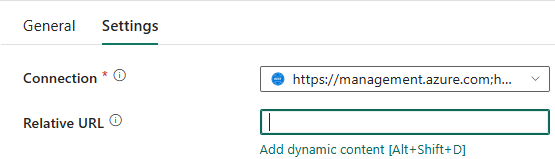 General Settings
Connection * https://management.azure.com;h...
Relative URL
Add dynamic content [Alt+Shift+D]